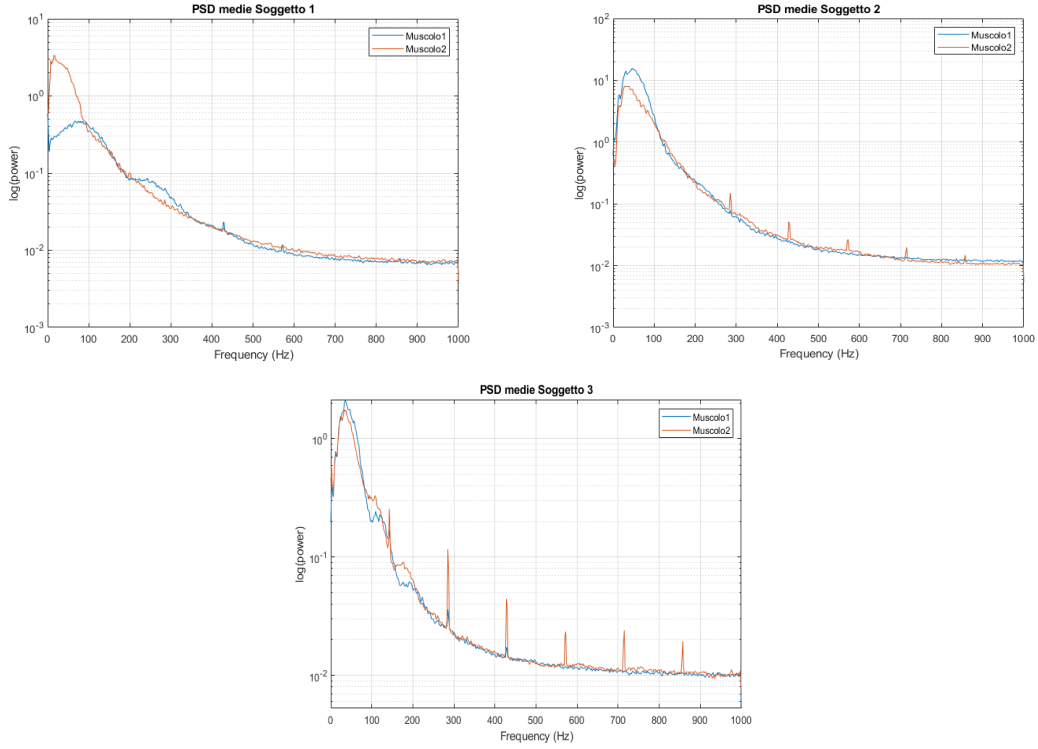 PSD medie Soggetto 1
10^1
10^0
10^-1
10^-2
10^-3
log(power)
Muscolo1
Muscolo2
0 100 200 300 400 500 600 700 800 900 1000
Frequency (Hz)
PSD medie Soggetto 2
10^2
10^1
10^0
10^-1
10^-2
10^-3
log(power)
Muscolo1
Muscolo2
0 100 200 300 400 500 600 700 800 900 1000
Frequency (Hz)
PSD medie Soggetto 3
10^0
10^-1
10^-2
log(power)
Muscolo1
Muscolo2
0 100 200 300 400 500 600 700 800 900 1000
Frequency (Hz)